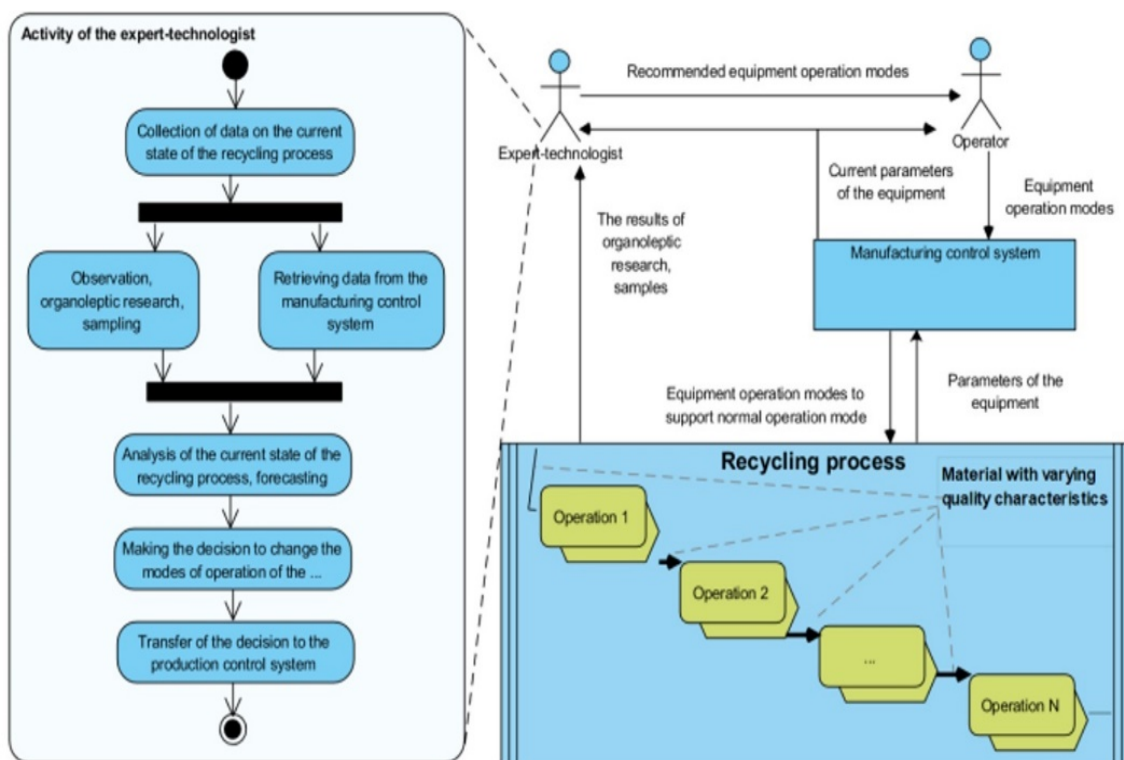 Activity of the expert-technologist
Collection of data on the current
state of the recycling process
Observation,
organoleptic research,
sampling
Retrieving data from the
manufacturing control
system
Analysis of the current state of the
recycling process, forecasting
Making the decision to change the
modes of operation of the ...
Transfer of the decision to the
production control system
Recommended equipment operation modes
Expert-technologist
Operator
Current parameters
of the equipment
Equipment
operation modes
The results of
organoleptic
research,
samples
Manufacturing control system
Equipment operation modes to
support normal operation mode
Parameters of the
equipment
Recycling process
Material with varying
quality characteristics
Operation 1
Operation 2
...
Operation N